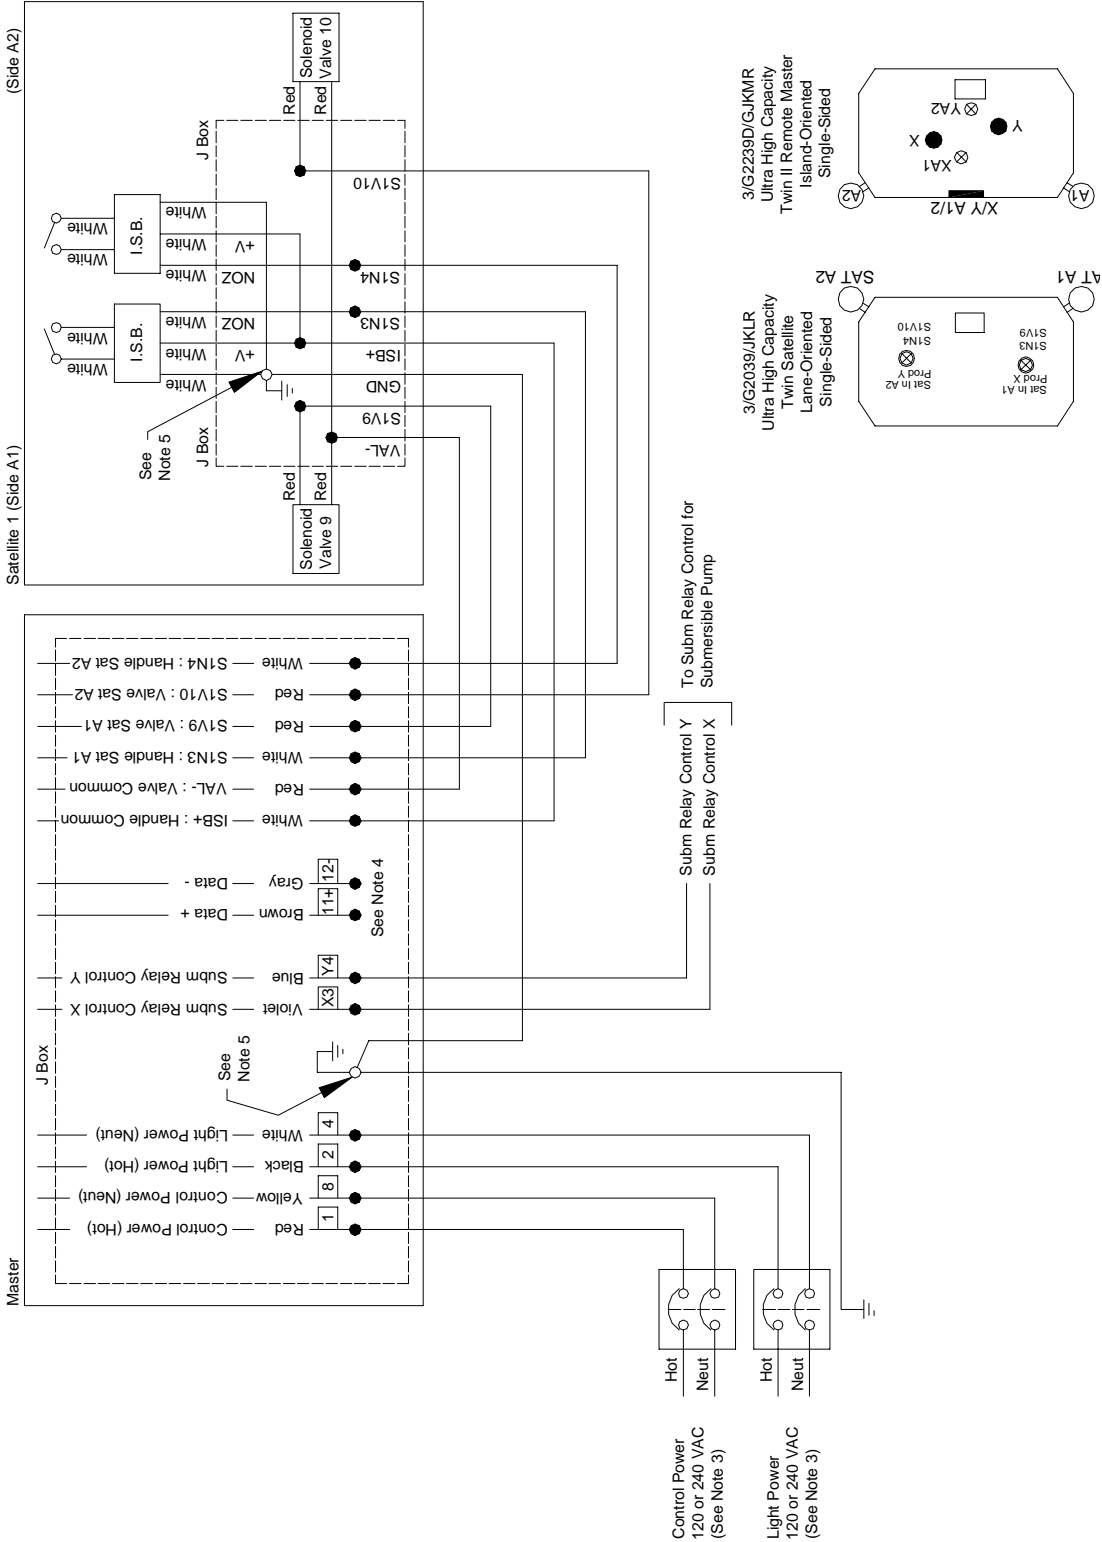 Master
J Box
Control Power (Hot) Red 1
Control Power (Neut) Yellow 8
Light Power (Hot) Black 2
Light Power (Neut) White 4
See
Note 5
Subm Relay Control X Violet X3
Subm Relay Control Y Blue Y4
Data + Brown 11+
Data - Gray 12-
See Note 4
ISB+ : Handle Common White
VAL- : Valve Common Red
S1N3 : Handle Sat A1 White
S1V9 : Valve Sat A1 Red
S1V10 : Valve Sat A2 Red
S1N4 : Handle Sat A2 White
Satellite 1 (Side A1)
(Side A2)
See
Note 5
J Box
J Box
White
White
I.S.B.
White
White
White
+V
NOZ
White
White
I.S.B.
White
White
White
NOZ
+V
Solenoid
Valve 9
Red
Red
VAL-
S1V9
GND
ISB+
S1N3
S1N4
S1V10
Red
Red
Solenoid
Valve 10
Control Power
120 or 240 VAC
(See Note 3)
Hot
Neut
Light Power
120 or 240 VAC
(See Note 3)
Hot
Neut
Subm Relay Control Y
Subm Relay Control X
To Subm Relay Control for
Submersible Pump
3/G2039/JKLR
Ultra High Capacity
Twin Satellite
Lane-Oriented
Single-Sided
AT A1
SAT A2
Sat In A1
Prod X
S1N3
S1V9
Sat In A2
Prod Y
S1N4
S1V10
3/G2239D/GJKMR
Ultra High Capacity
Twin II Remote Master
Island-Oriented
Single-Sided
A1
A2
X/Y A1/2
XA1
X
YA2
Y